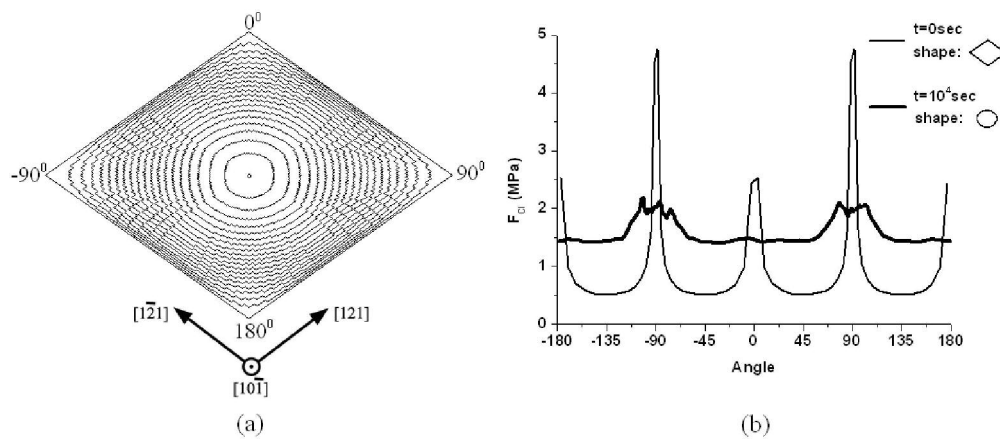 0⁰
-90⁰
90⁰
180⁰
[12̅1]
[121]
[101̅]
(a)
F_Cl (MPa)
5
4
3
2
1
0
-180
-135
-90
-45
0
45
90
135
180
Angle
t=0sec
shape:
t=10⁴sec
shape:
(b)